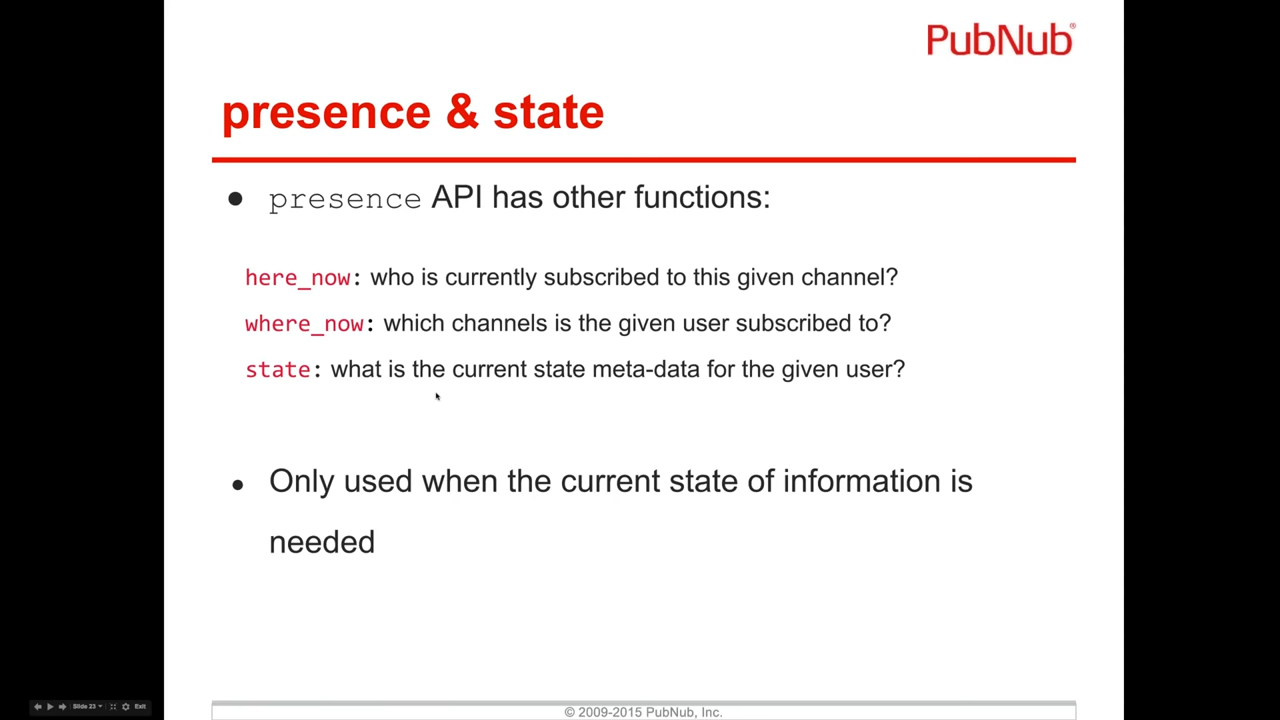 PubNub®
presence & state
● presence API has other functions:
here_now: who is currently subscribed to this given channel?
where_now: which channels is the given user subscribed to?
state: what is the current state meta-data for the given user?
● Only used when the current state of information is
needed
Slide 23
Exit
© 2009-2015 PubNub, Inc.